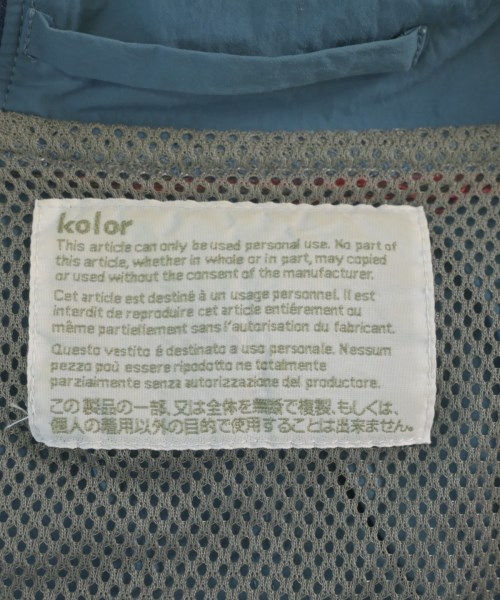 kolor
This article can only be used personal use. No part of
this article, whether in whole or in part, may copied
or used without the consent of the manufacturer.
Cet article est destiné à un usage personnel. Il est
interdit de reproduire cet article entiérement ou
même partiellement sans l'autorisation du fabricant.
Questo vestito é destinato a uso personale. Nessum
pezzo può essere ripodotto ne totalmente
parzialmente senza autorizzazione del productore.
この製品の一部、又は全体を無断で複製、もしくは、
個人の着用以外の目的で使用することは出来ません。